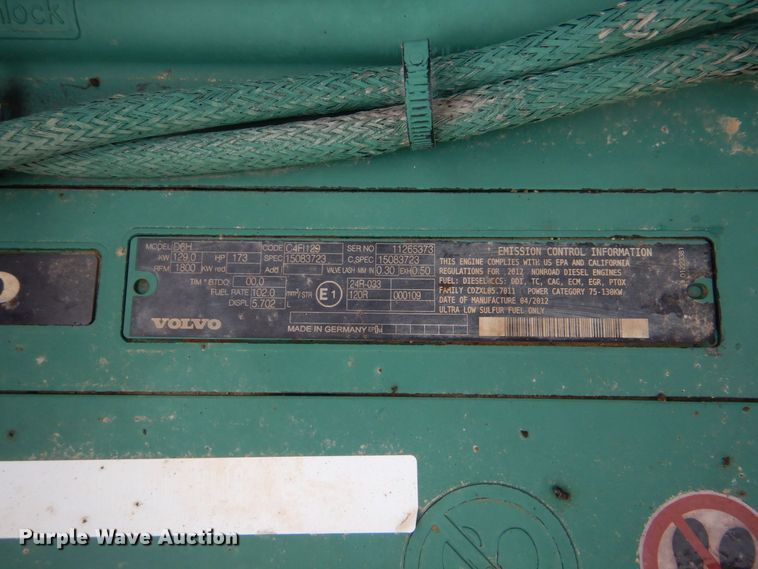 nlock
MODEL D6H CODE C4FI129 SER NO 11265373
KW 129.0 HP 173 SPEC 15083723 C,SPEC 15083723
RPM 1800 KW red Add VALVE LASH-MM IN 0.30 EXH 0.50
TIM °(BTDC) 00.0 24R-093
FUEL RATE 102.0 E1 120R 000109
DISPL 5.702
VOLVO
MADE IN GERMANY
EMISSION CONTROL INFORMATION
THIS ENGINE COMPLIES WITH US EPA AND CALIFORNIA
REGULATIONS FOR 2012 NONROAD DIESEL ENGINES
FUEL: DIESEL ECS: DDI, TC, CAC, ECM, EGR, PTOX
FAMILY CDZXL05.7011 POWER CATEGORY 75-130KW
DATE OF MANUFACTURE 04/2012
ULTRA LOW SULFUR FUEL ONLY
O
Purple Wave Auction